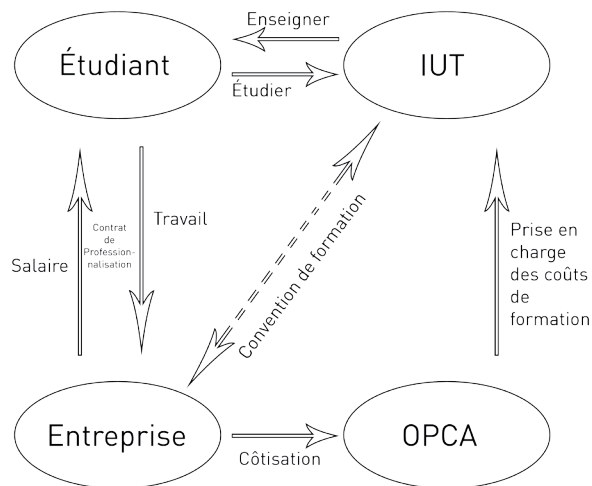 Enseigner
Étudiant
IUT
Étudier
Contrat
de
Profession-
nalisation
Travail
Salaire
Convention de formation
Prise en
charge
des coûts
de
formation
Entreprise
OPCA
Côtisation